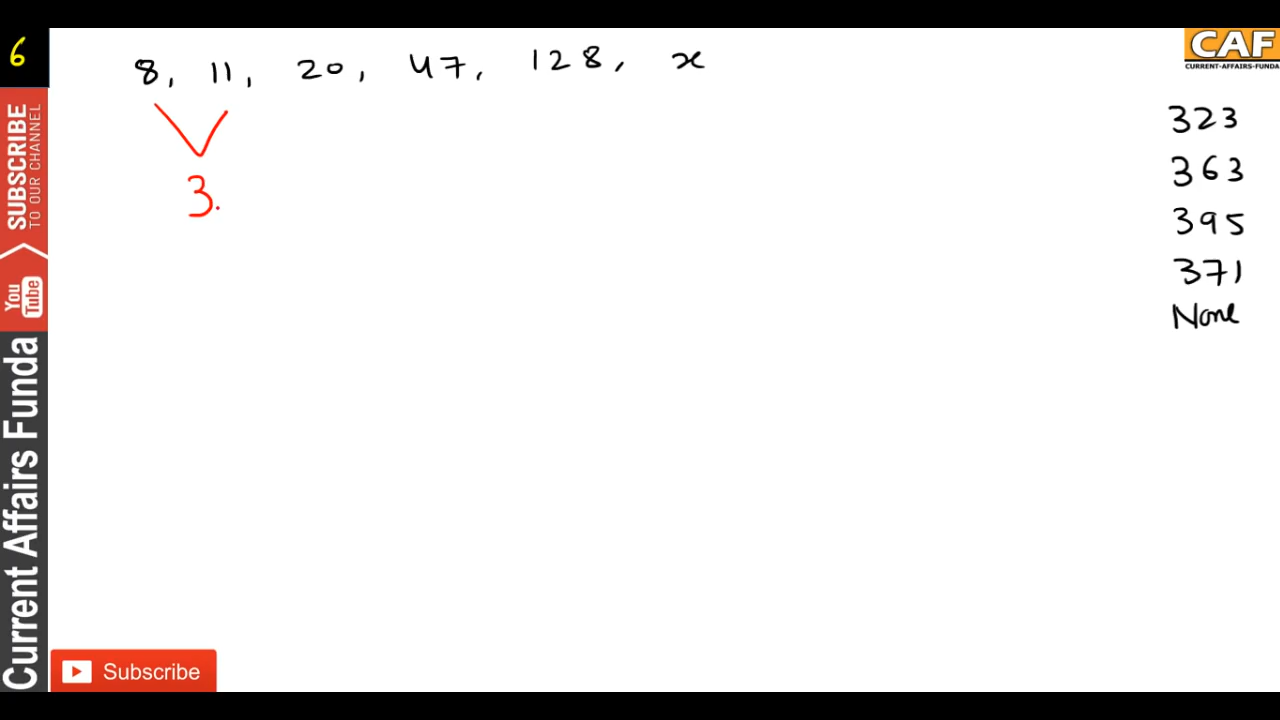 6
8, 11, 20, 47, 128, x
3.
323
363
395
371
None
CAF
CURRENT-AFFAIRS-FUNDA
SUBSCRIBE
TO OUR CHANNEL
You
Tube
Current Affairs Funda
Subscribe